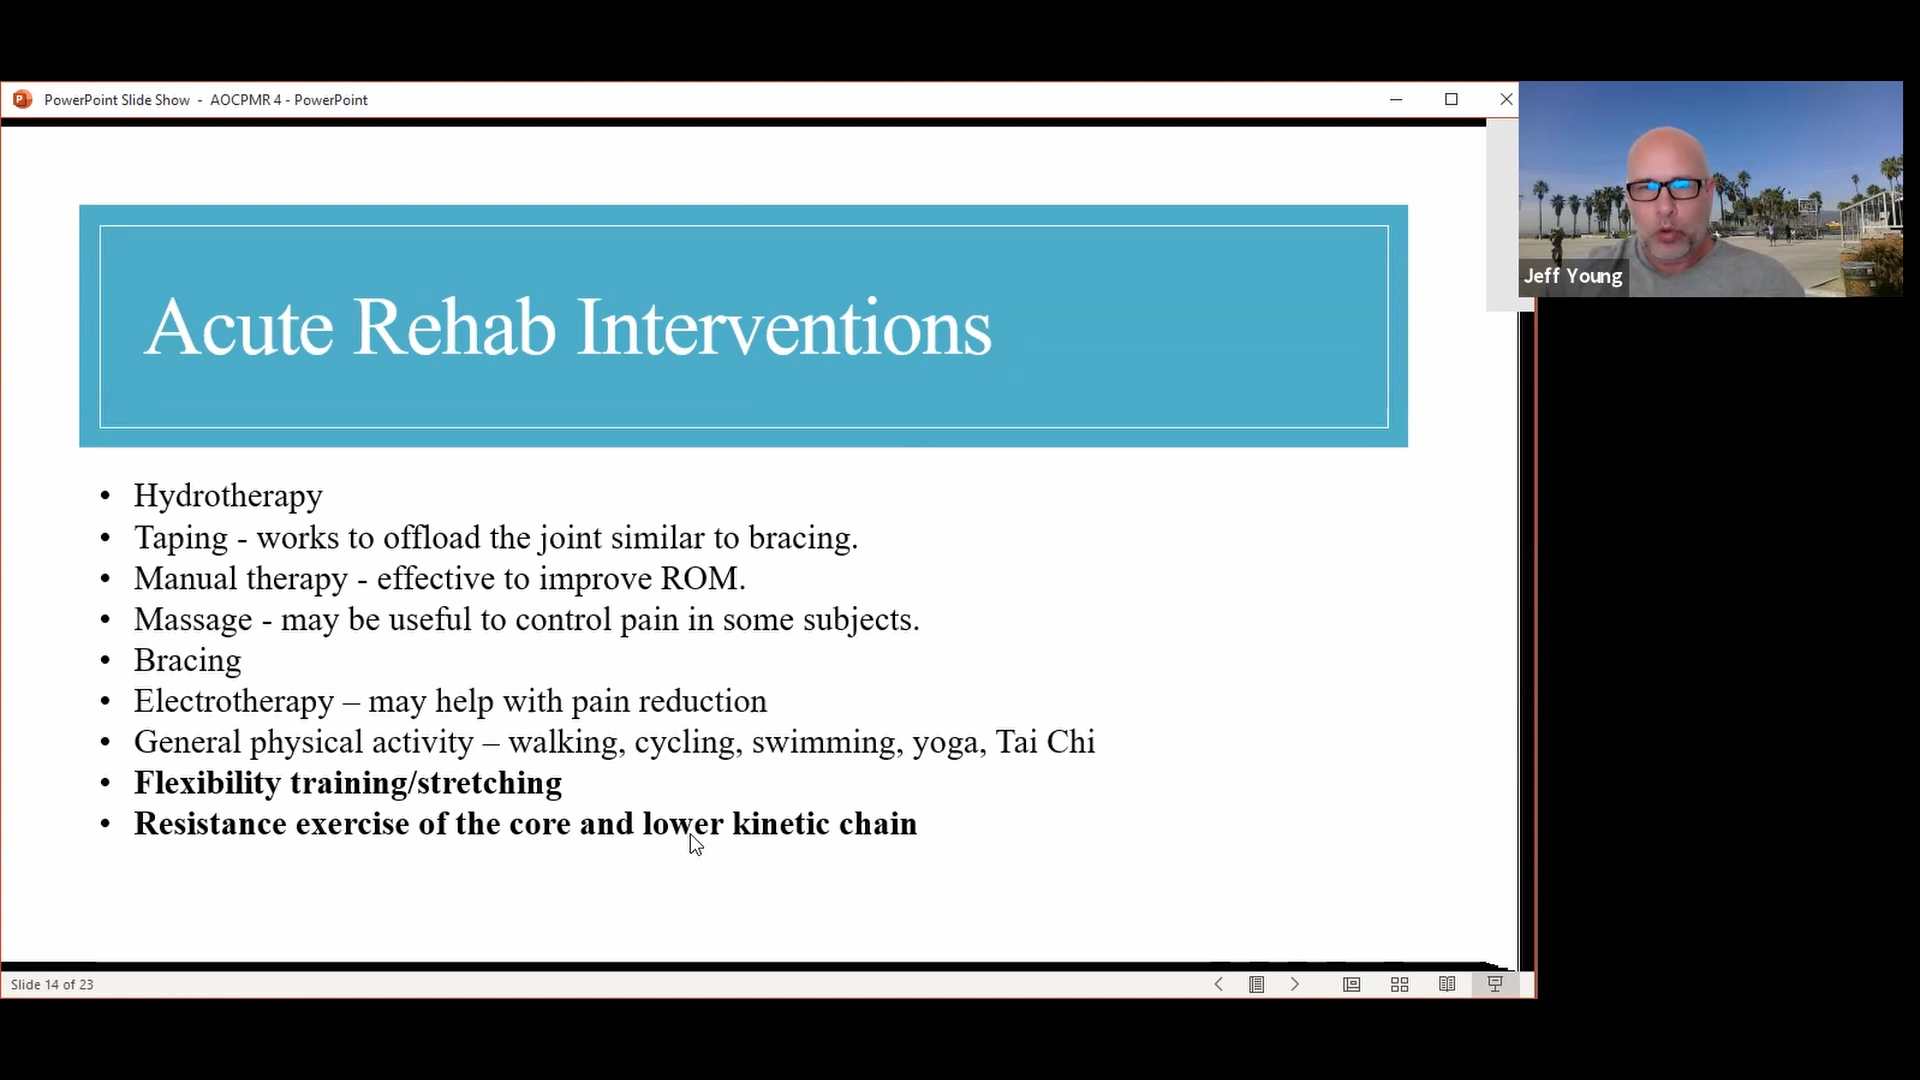 PowerPoint Slide Show - AOCPMR 4 - PowerPoint
Jeff Young
Acute Rehab Interventions
• Hydrotherapy
• Taping - works to offload the joint similar to bracing.
• Manual therapy - effective to improve ROM.
• Massage - may be useful to control pain in some subjects.
• Bracing
• Electrotherapy – may help with pain reduction
• General physical activity – walking, cycling, swimming, yoga, Tai Chi
• Flexibility training/stretching
• Resistance exercise of the core and lower kinetic chain
Slide 14 of 23